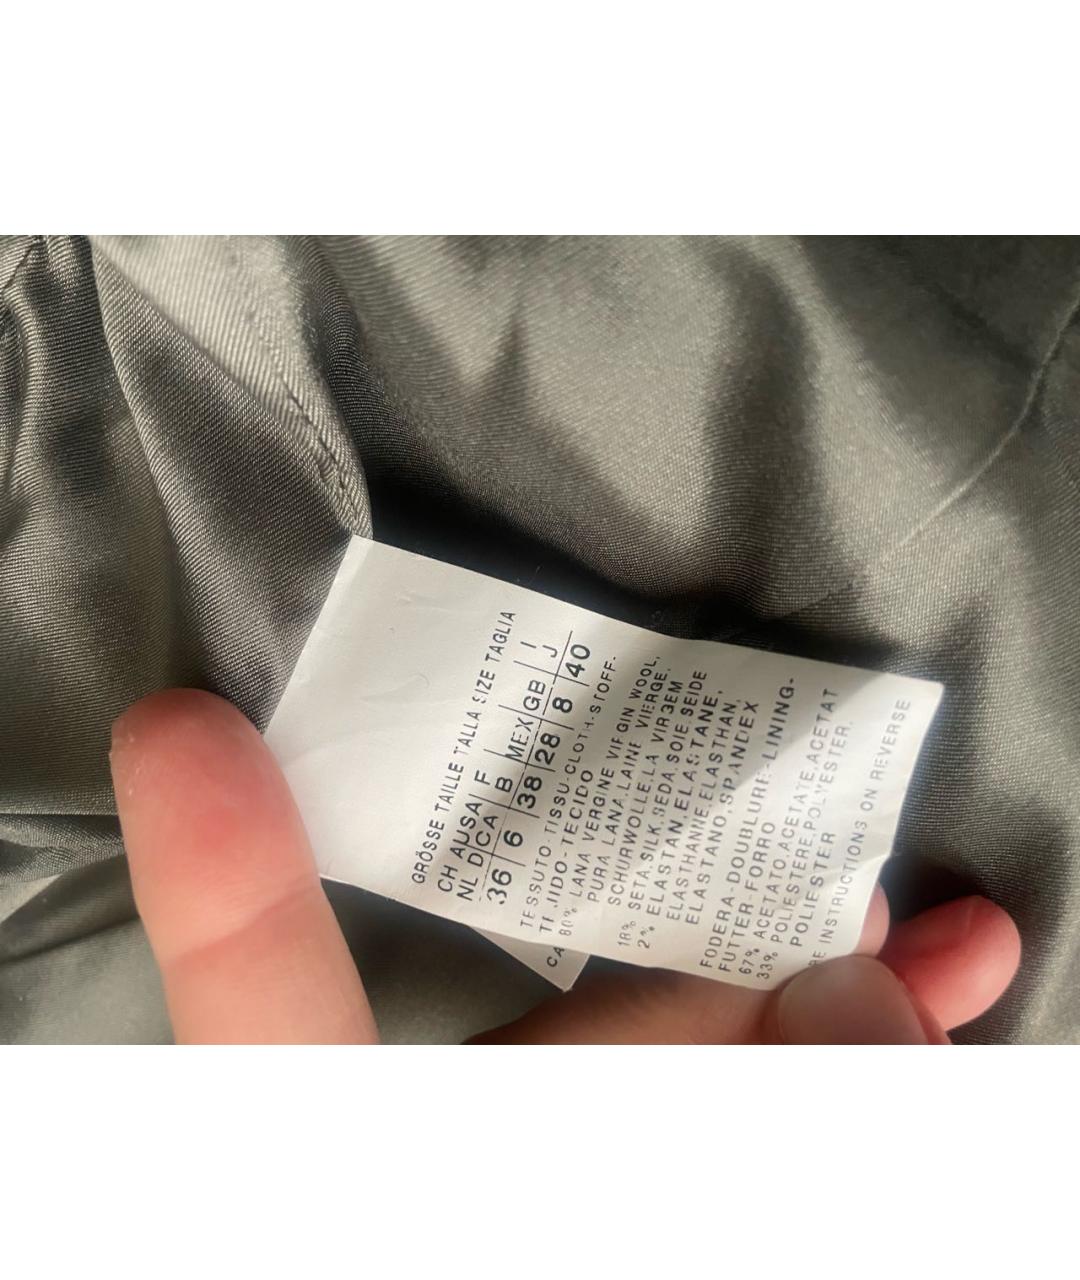 GRÖSSE TAILLE TALLA SIZE TAGLIA
CH A USA F I
NL D CA B MEX GB J
36 6 38 28 8 40
TESSUTO-TISSU-CLOTH-STOFF-
TEJIDO-TECIDO
80% LANA VERGINE VIRGIN WOOL,
PURA LANA,LAINE VIERGE,
SCHURWOLLE,LA VIRGEM
18% SETA,SILK,SEDA,SOIE,SEIDE
2% ELASTAN,ELASTANE,
ELASTHANNE,ELASTHAN,
ELASTANO,SPANDEX
FODERA-DOUBLURE-LINING-
FUTTER-FORRO
67% ACETATO,ACETATE,ACETAT
33% POLIESTERE,POLYESTER,
POLIESTER
INSTRUCTIONS ON REVERSE
CA